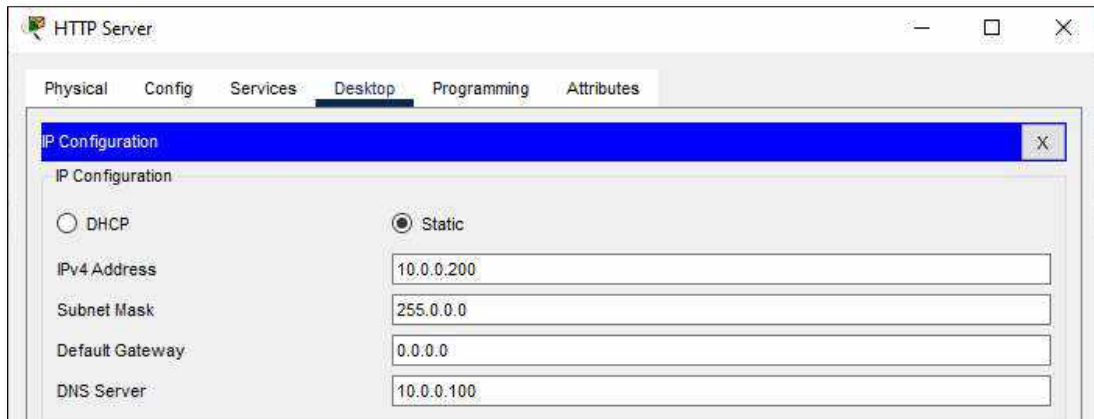 HTTP Server
Physical Config Services Desktop Programming Attributes
IP Configuration X
IP Configuration
DHCP Static
IPv4 Address 10.0.0.200
Subnet Mask 255.0.0.0
Default Gateway 0.0.0.0
DNS Server 10.0.0.100